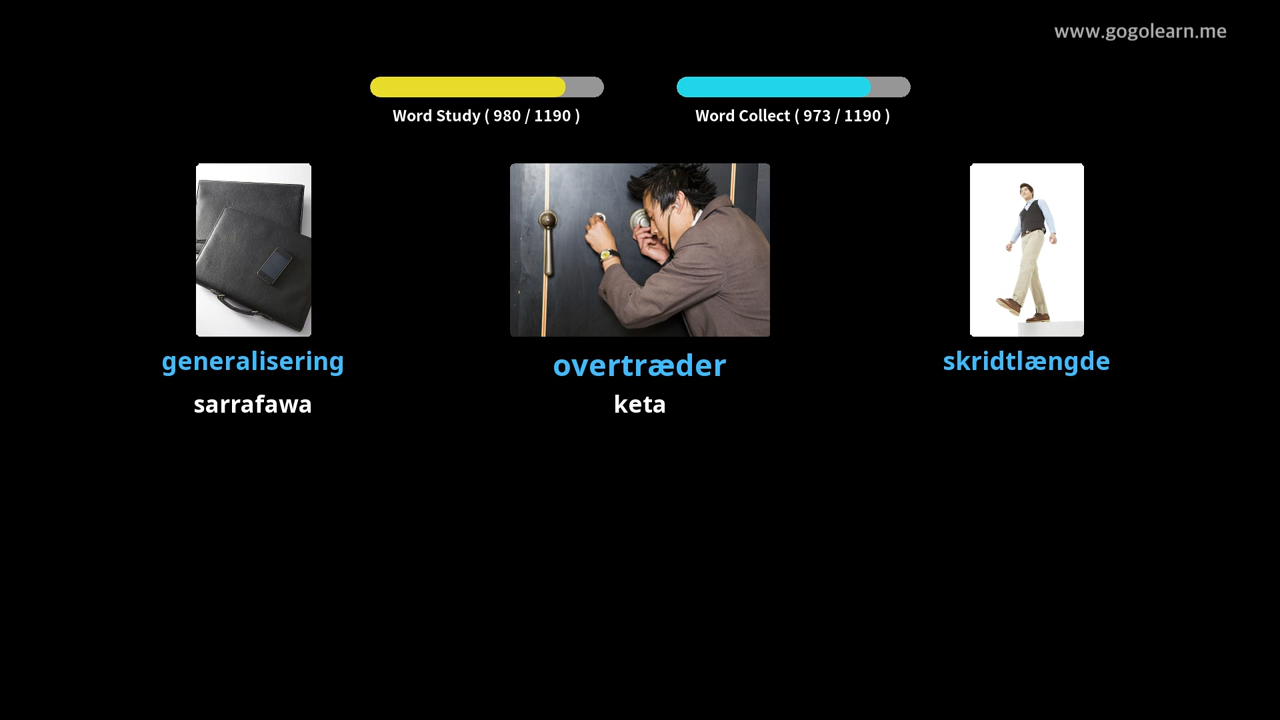 www.gogolearn.me
Word Study ( 980 / 1190 )
Word Collect ( 973 / 1190 )
generalisering
overtræder
skridtlængde
sarrafawa
keta